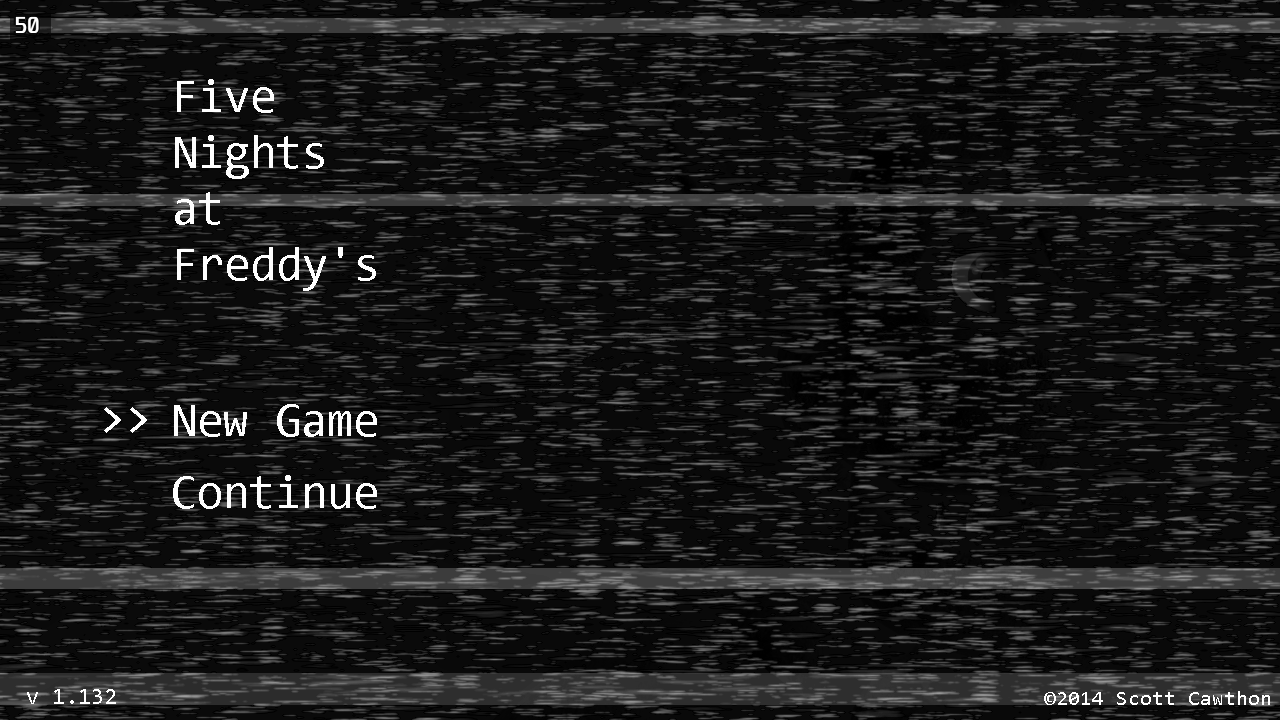 50
Five
Nights
at
Freddy's
>> New Game
Continue
v 1.132
©2014 Scott Cawthon